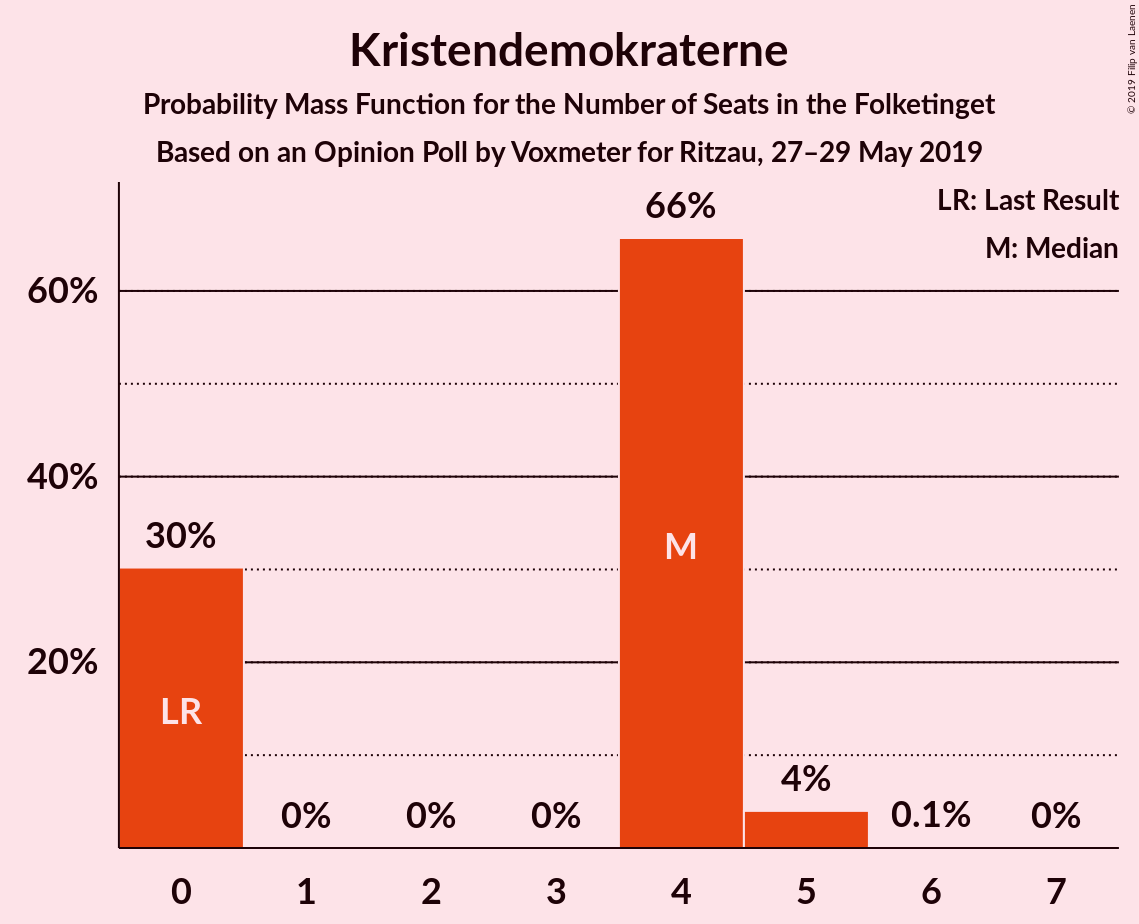 Kristendemokraterne
Probability Mass Function for the Number of Seats in the Folketinget
Based on an Opinion Poll by Voxmeter for Ritzau, 27–29 May 2019
© 2019 Filip van Laenen
LR: Last Result
M: Median
60%
40%
20%
30%
0%
0%
0%
66%
4%
0.1%
0%
LR
M
0 1 2 3 4 5 6 7